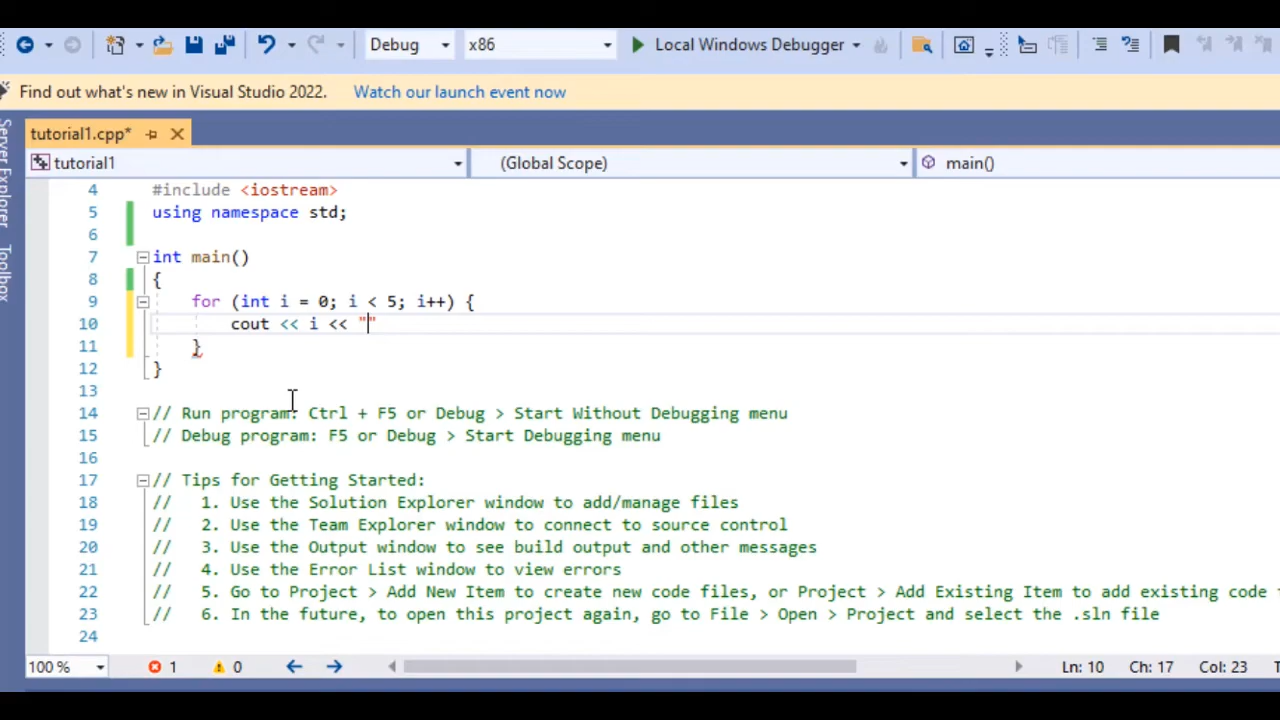 Debug x86 Local Windows Debugger
Find out what's new in Visual Studio 2022. Watch our launch event now
Server Explorer
Toolbox
tutorial1.cpp*
tutorial1 (Global Scope) main()
4 #include <iostream>
5 using namespace std;
6
7 int main()
8 {
9 for (int i = 0; i < 5; i++) {
10 cout << i << ""
11 }
12 }
13
14 // Run program: Ctrl + F5 or Debug > Start Without Debugging menu
15 // Debug program: F5 or Debug > Start Debugging menu
16
17 // Tips for Getting Started:
18 // 1. Use the Solution Explorer window to add/manage files
19 // 2. Use the Team Explorer window to connect to source control
20 // 3. Use the Output window to see build output and other messages
21 // 4. Use the Error List window to view errors
22 // 5. Go to Project > Add New Item to create new code files, or Project > Add Existing Item to add existing code
23 // 6. In the future, to open this project again, go to File > Open > Project and select the .sln file
24
100 % 1 0 Ln: 10 Ch: 17 Col: 23